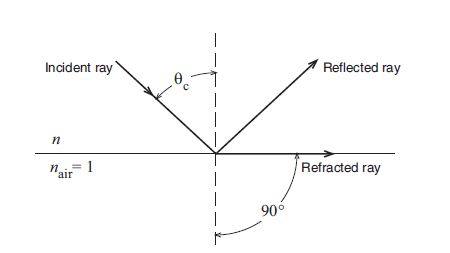 Incident ray
θc
Reflected ray
n
nair = 1
Refracted ray
90°